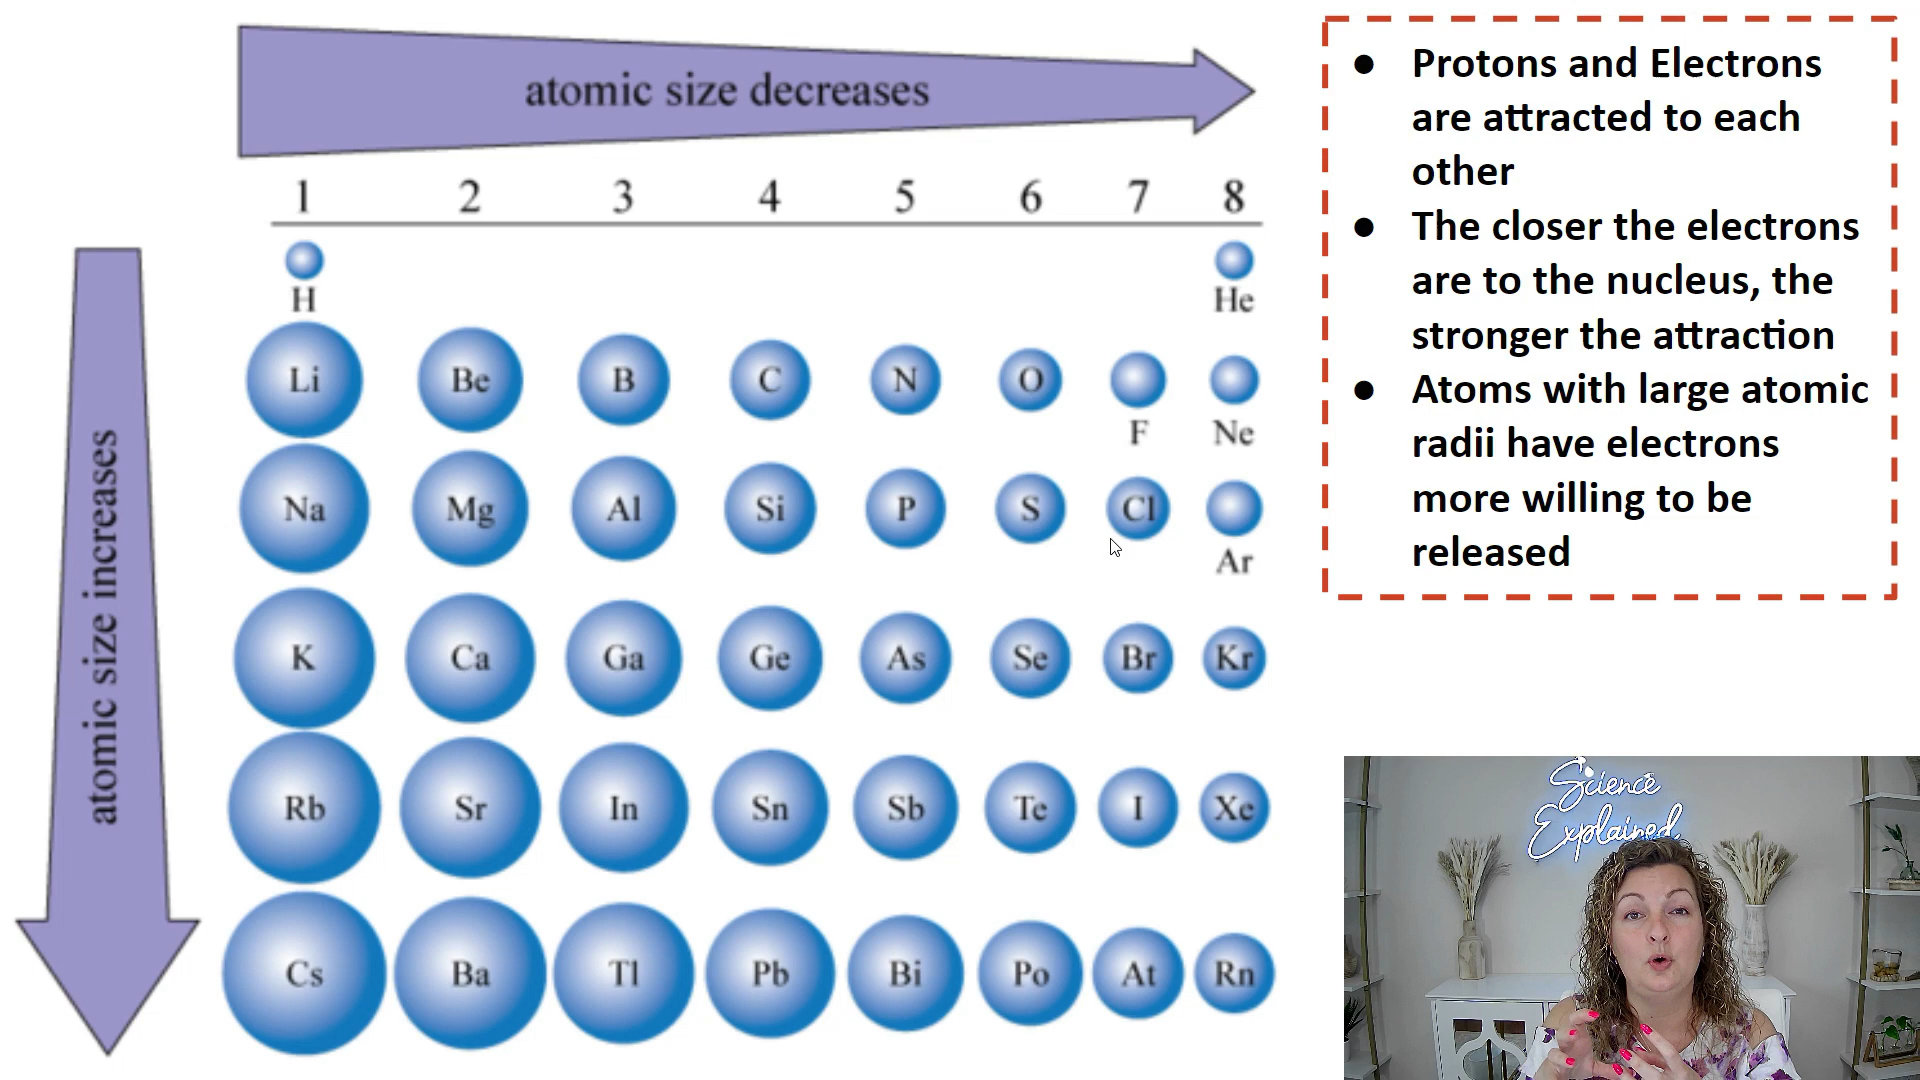 atomic size decreases
1 2 3 4 5 6 7 8
H He
Li Be B C N O
F Ne
Na Mg Al Si P S Cl
Ar
K Ca Ga Ge As Se Br Kr
Rb Sr In Sn Sb Te I Xe
Cs Ba Tl Pb Bi Po At Rn
atomic size increases
● Protons and Electrons
are attracted to each
other
● The closer the electrons
are to the nucleus, the
stronger the attraction
● Atoms with large atomic
radii have electrons
more willing to be
released
Science
Explained